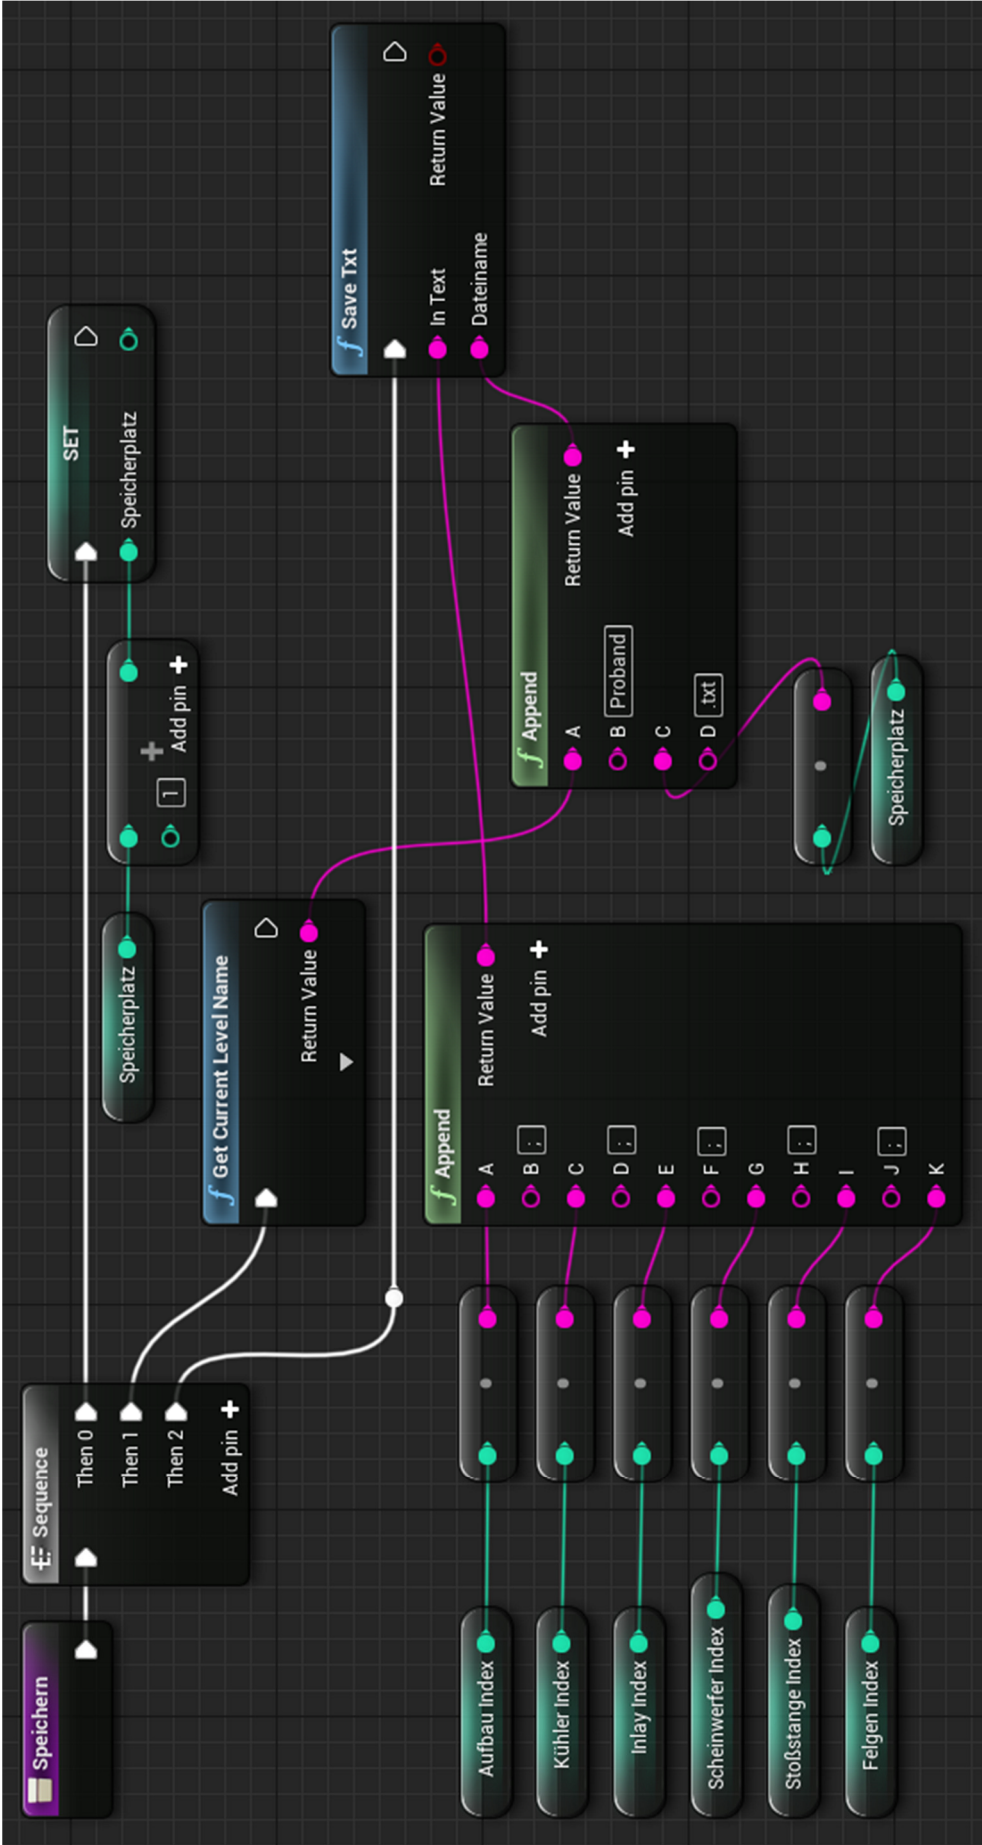 Speichern
Sequence
Then 0
Then 1
Then 2
Add pin
Speicherplatz
1
Add pin
SET
Speicherplatz
Get Current Level Name
Return Value
Save Txt
In Text
Return Value
Dateiname
Append
A
Return Value
B Proband
Add pin
C
D .txt
Speicherplatz
Append
A
Return Value
B ;
Add pin
C
D ;
E
F ;
G
H ;
I
J ;
K
Aufbau Index
Kühler Index
Inlay Index
Scheinwerfer Index
Stoßstange Index
Felgen Index